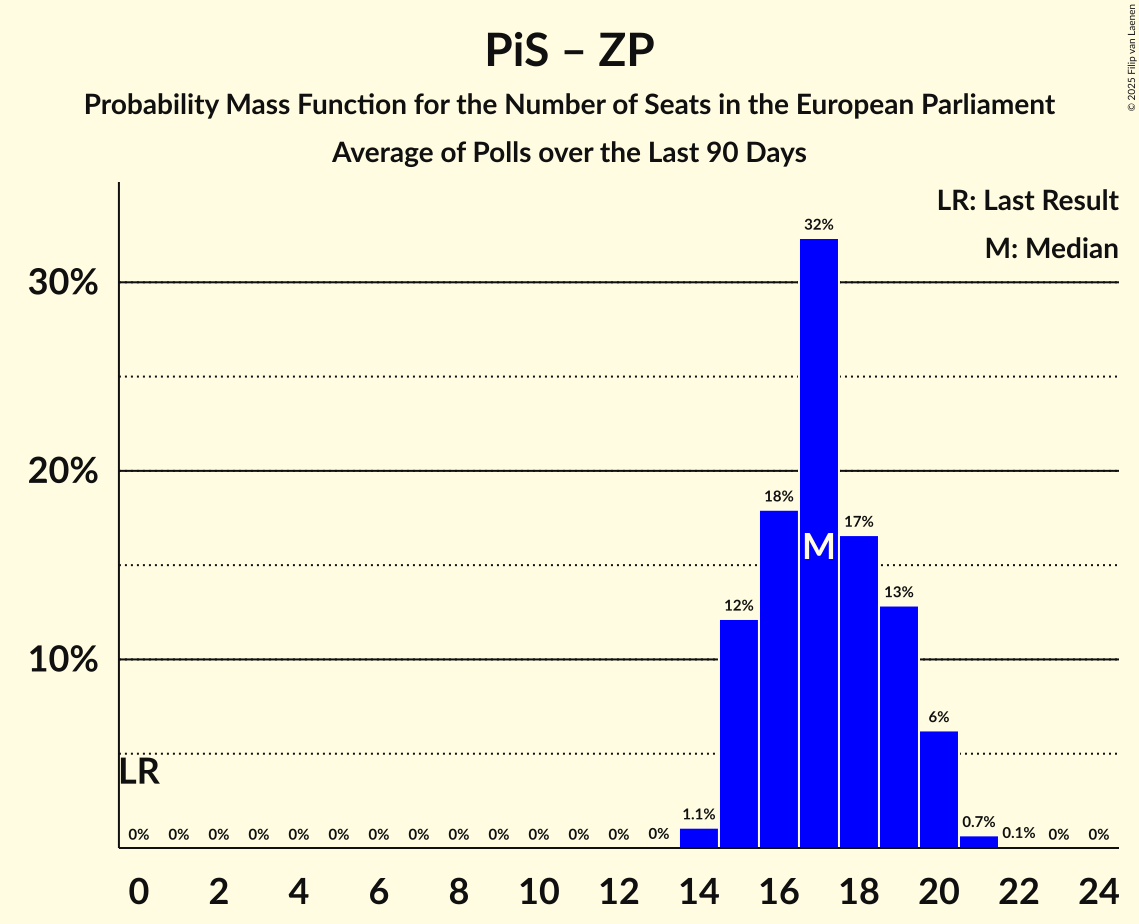 PiS – ZP
Probability Mass Function for the Number of Seats in the European Parliament
Average of Polls over the Last 90 Days
© 2025 Filip van Laenen
LR: Last Result
M: Median
30%
20%
10%
32%
18%
17%
13%
12%
6%
1.1%
0.7%
0.1%
M
LR
0% 0% 0% 0% 0% 0% 0% 0% 0% 0% 0% 0% 0% 0% 0% 0%
0 2 4 6 8 10 12 14 16 18 20 22 24